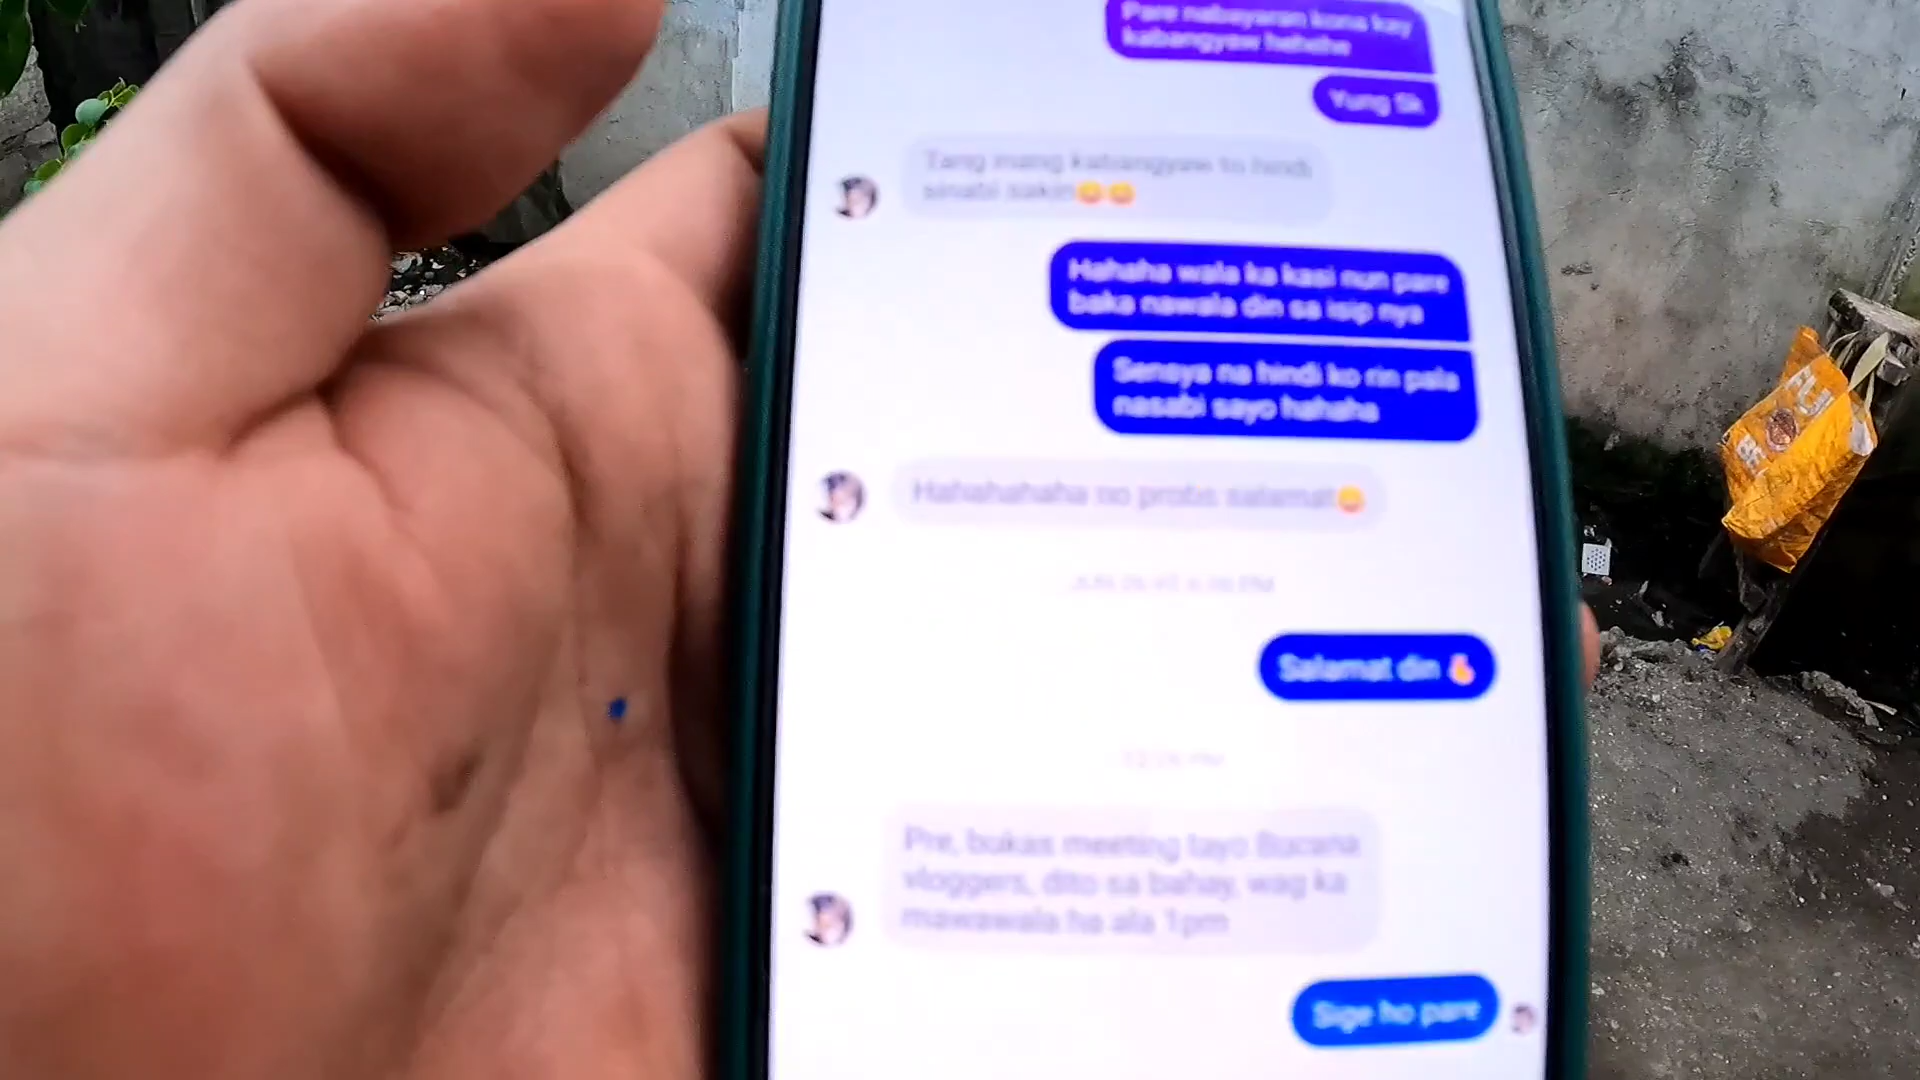 Pare nabayaran kona kay
kabangyaw hehehe
Yung 5k
Tang inang kabangyaw to hindi
sinabi sakin😄😄
Hahaha wala ka kasi nun pare
baka nawala din sa isip nya
Sensya na hindi ko rin pala
nasabi sayo hahaha
Hahahahaha no probs salamat😄
PM
Salamat din
PM
Pre, bukas meeting tayo Bucana
vloggers, dito sa bahay, wag ka
mawawala ha ala 1pm
Sige ho pare